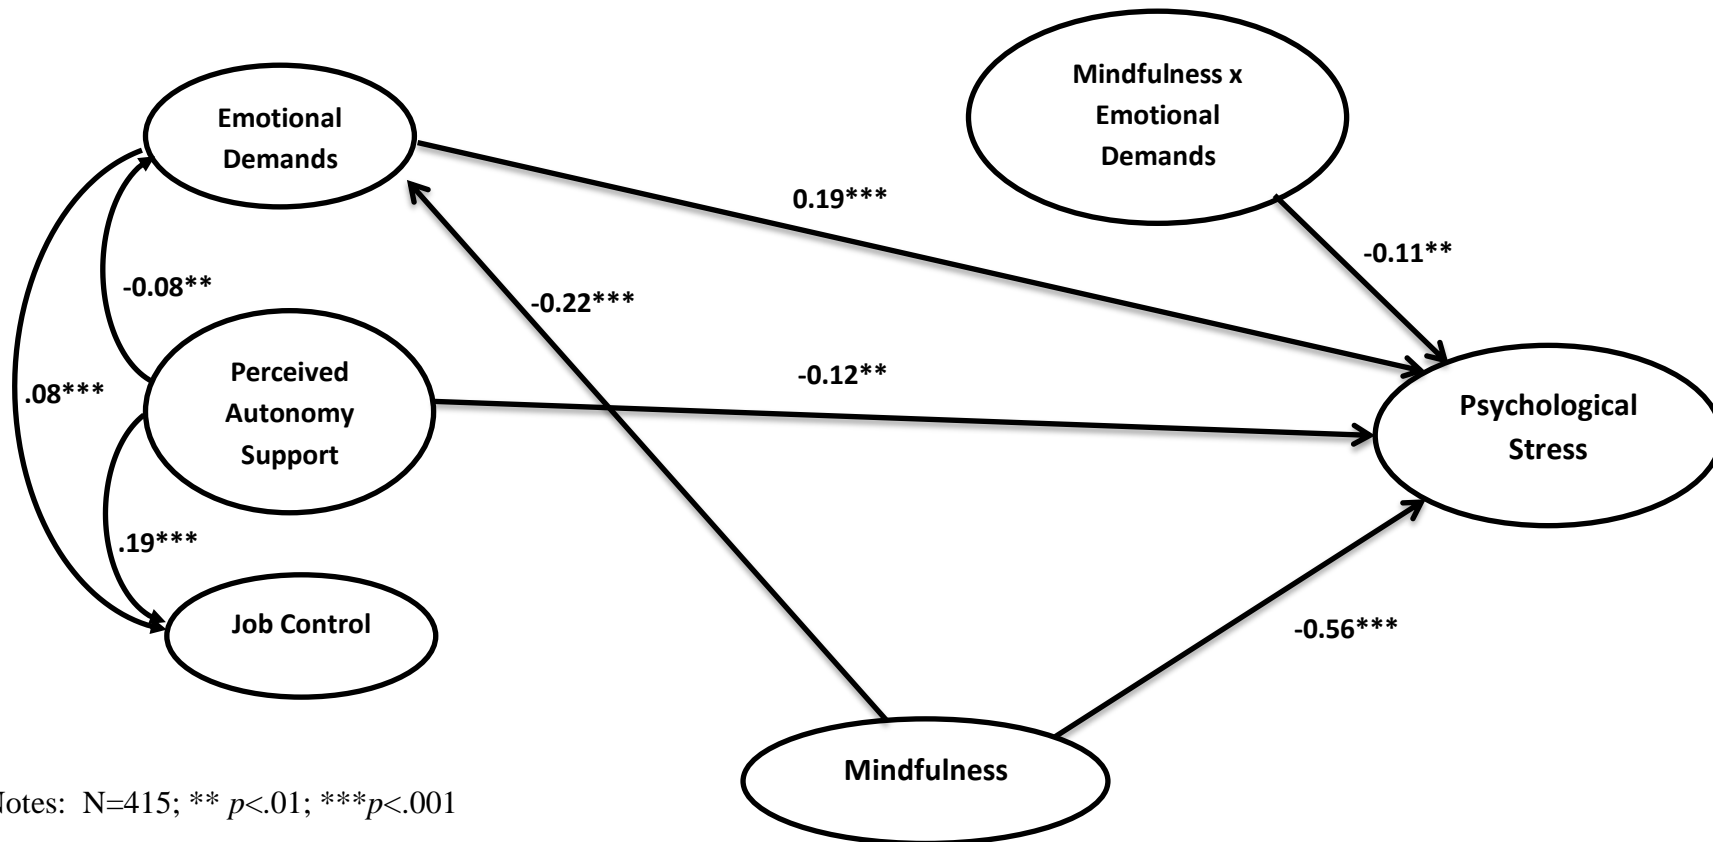 Mindfulness x
Emotional
Demands
Emotional
Demands
0.19***
-0.11**
-0.08**
-0.22***
Perceived
Autonomy
Support
.08***
-0.12**
Psychological
Stress
.19***
Job Control
-0.56***
Mindfulness
Notes: N=415; ** p<.01; ***p<.001